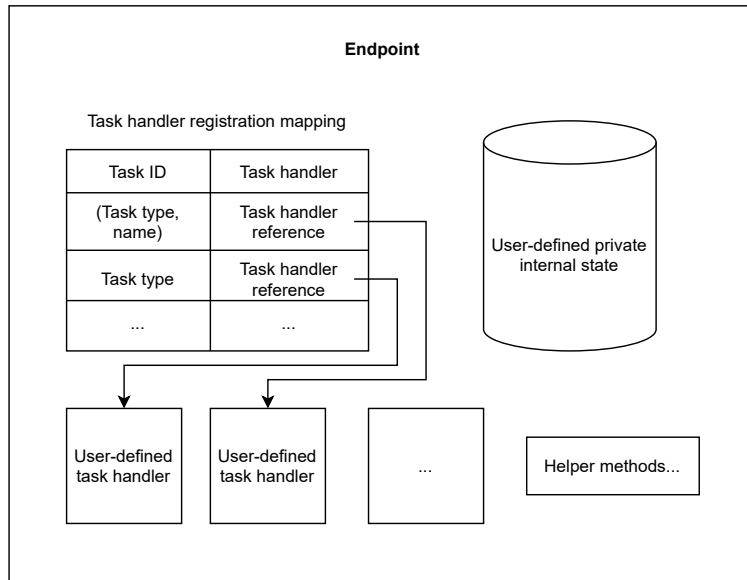 Endpoint
Task handler registration mapping
Task ID
Task handler
(Task type,
name)
Task handler
reference
Task type
Task handler
reference
...
...
User-defined private
internal state
User-defined
task handler
User-defined
task handler
...
Helper methods...